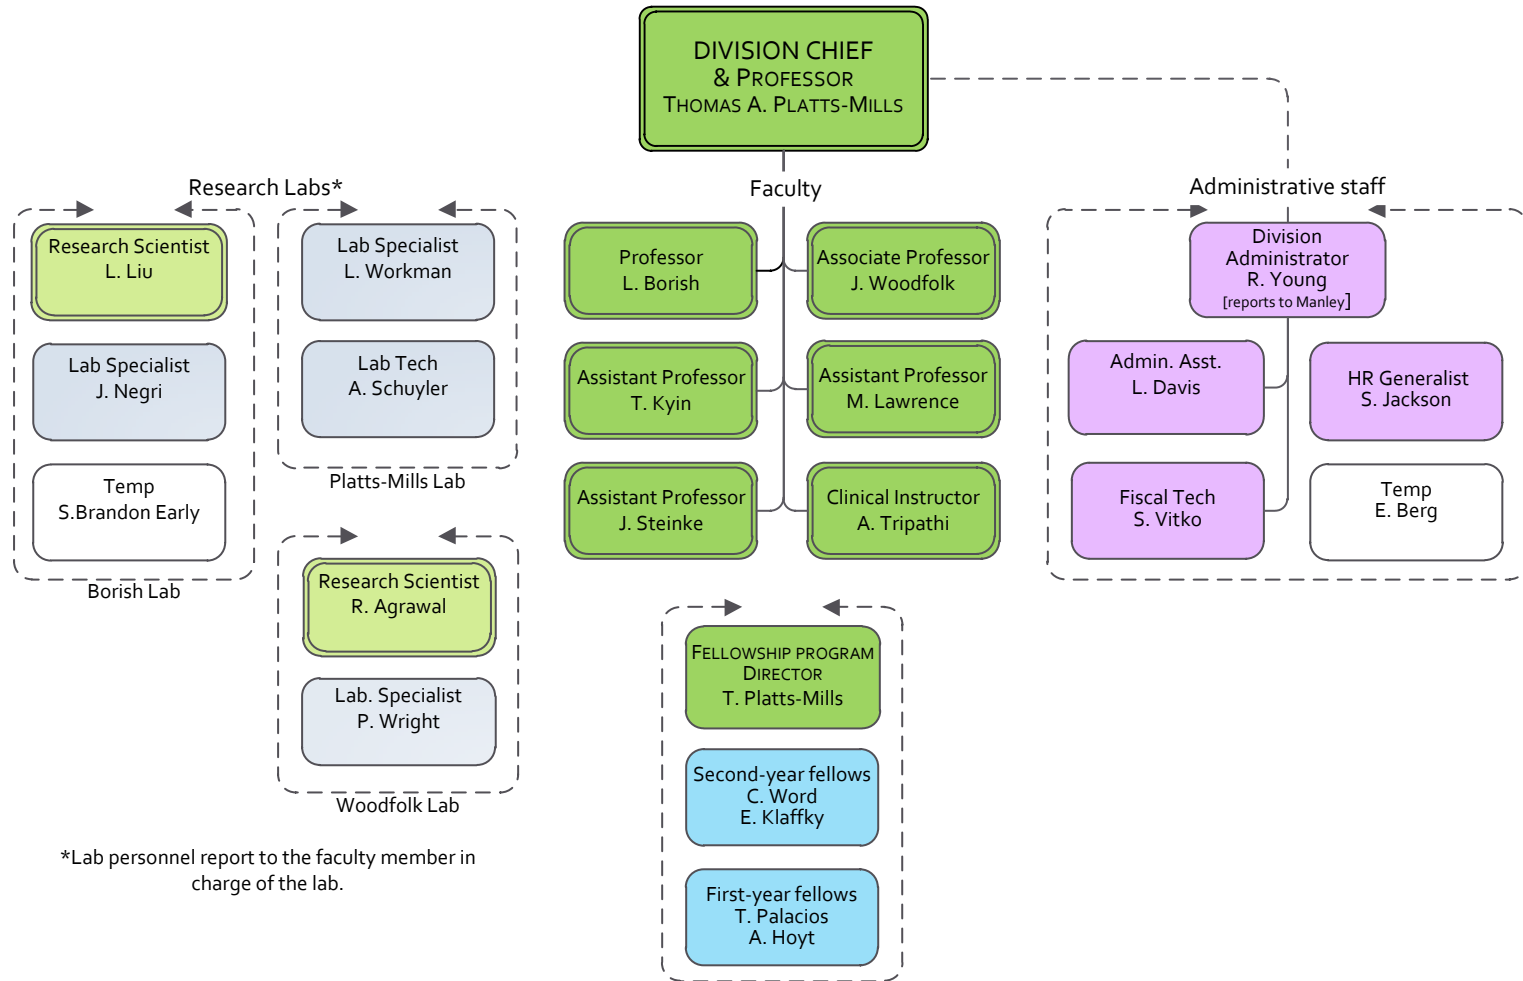 DIVISION CHIEF
& PROFESSOR
THOMAS A. PLATTS-MILLS
Research Labs*
Research Scientist
L. Liu
Lab Specialist
J. Negri
Temp
S.Brandon Early
Borish Lab
Lab Specialist
L. Workman
Lab Tech
A. Schuyler
Platts-Mills Lab
Research Scientist
R. Agrawal
Lab. Specialist
P. Wright
Woodfolk Lab
*Lab personnel report to the faculty member in
charge of the lab.
Faculty
Professor
L. Borish
Associate Professor
J. Woodfolk
Assistant Professor
T. Kyin
Assistant Professor
M. Lawrence
Assistant Professor
J. Steinke
Clinical Instructor
A. Tripathi
FELLOWSHIP PROGRAM
DIRECTOR
T. Platts-Mills
Second-year fellows
C. Word
E. Klaffky
First-year fellows
T. Palacios
A. Hoyt
Administrative staff
Division
Administrator
R. Young
[reports to Manley]
Admin. Asst.
L. Davis
HR Generalist
S. Jackson
Fiscal Tech
S. Vitko
Temp
E. Berg